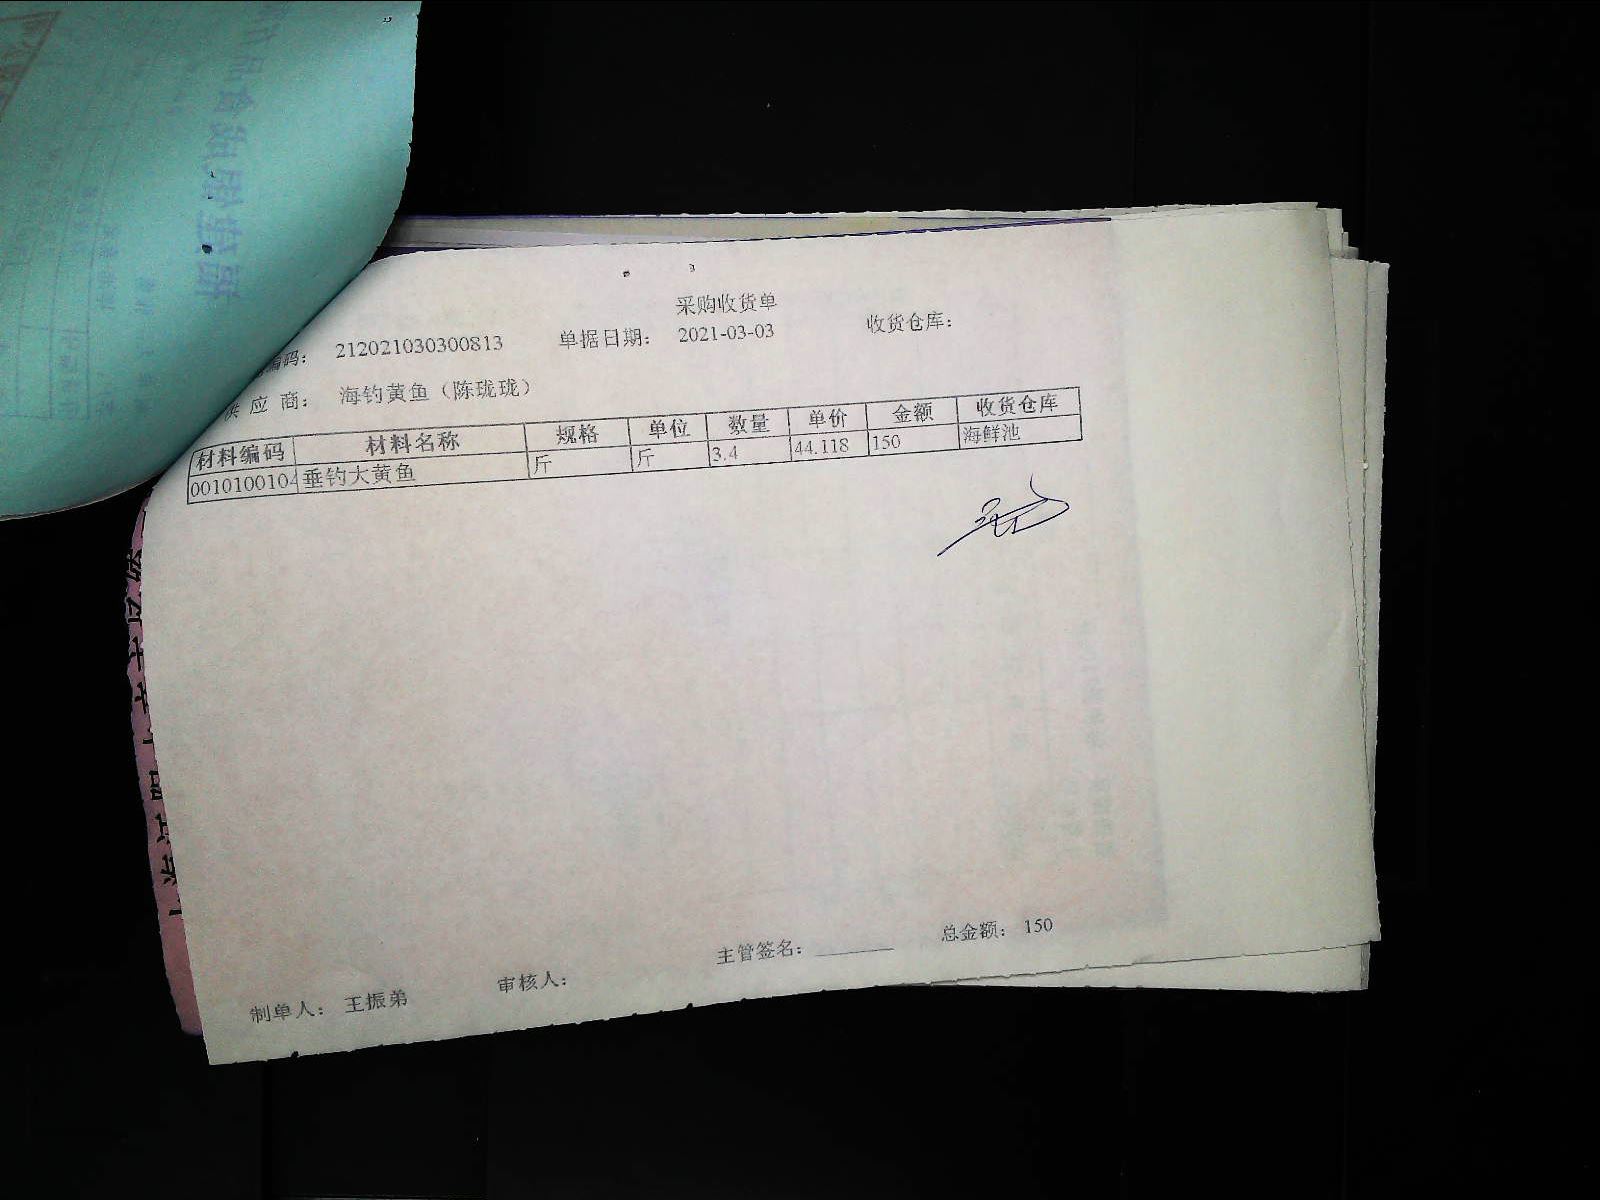 采购收货单
编码： 212021030300813 单据日期： 2021-03-03 收货仓库：
供 应 商： 海钓黄鱼（陈珑珑）
材料编码 材料名称 规格 单位 数量 单价 金额 收货仓库
0010100104 垂钓大黄鱼 斤 斤 3.4 44.118 150 海鲜池
主管签名： 总金额： 150
制单人： 王振弟 审核人：